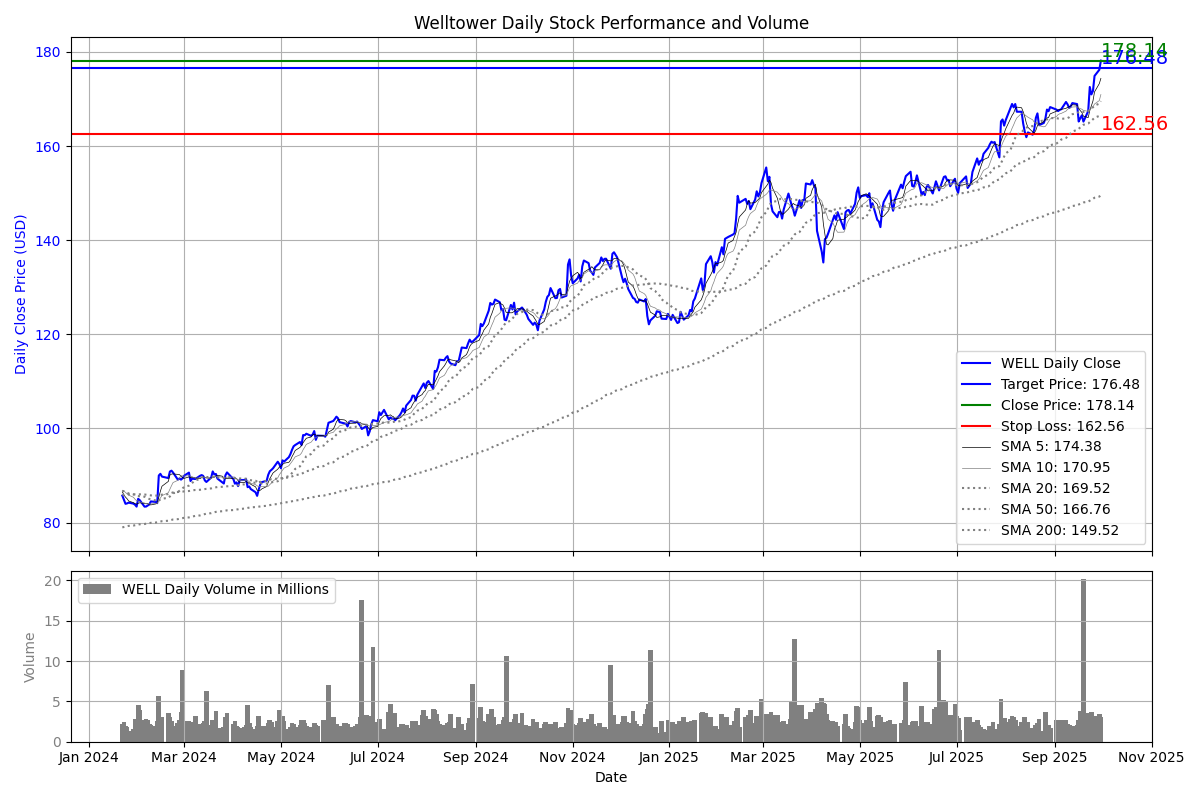 Welltower Daily Stock Performance and Volume
Daily Close Price (USD)
180
160
140
120
100
80
178.14
176.48
162.56
WELL Daily Close
Target Price: 176.48
Close Price: 178.14
Stop Loss: 162.56
SMA 5: 174.38
SMA 10: 170.95
SMA 20: 169.52
SMA 50: 166.76
SMA 200: 149.52
Volume
20
15
10
5
0
WELL Daily Volume in Millions
Jan 2024 Mar 2024 May 2024 Jul 2024 Sep 2024 Nov 2024 Jan 2025 Mar 2025 May 2025 Jul 2025 Sep 2025 Nov 2025
Date